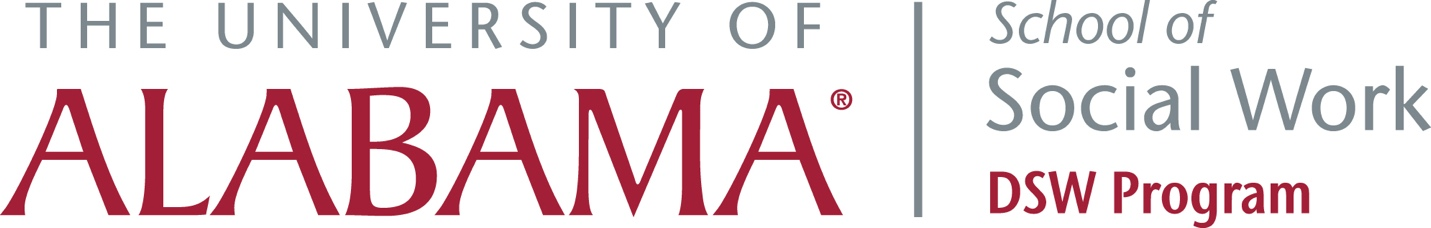 THE UNIVERSITY OF
ALABAMA®
School of
Social Work
DSW Program